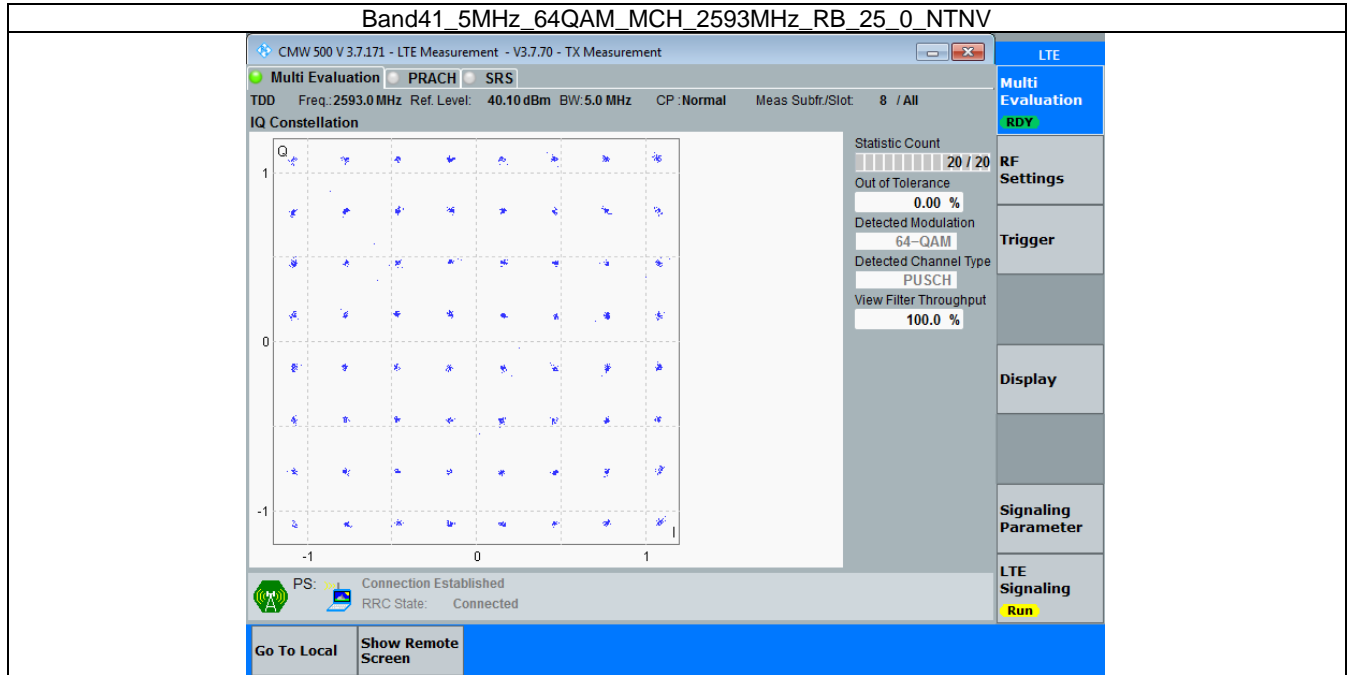 Band41_5MHz_64QAM_MCH_2593MHz_RB_25_0_NTNV
CMW 500 V 3.7.171 - LTE Measurement - V3.7.70 - TX Measurement
LTE
Multi Evaluation PRACH SRS
Multi
Evaluation
RDY
TDD Freq.: 2593.0 MHz Ref. Level: 40.10 dBm BW: 5.0 MHz CP : Normal Meas Subfr./Slot: 8 / All
IQ Constellation
Q
1
0
-1
-1 0 1
I
Statistic Count
20 / 20
Out of Tolerance
0.00 %
Detected Modulation
64-QAM
Detected Channel Type
PUSCH
View Filter Throughput
100.0 %
RF
Settings
Trigger
Display
Signaling
Parameter
LTE
Signaling
Run
PS: Connection Established
RRC State: Connected
Go To Local
Show Remote
Screen